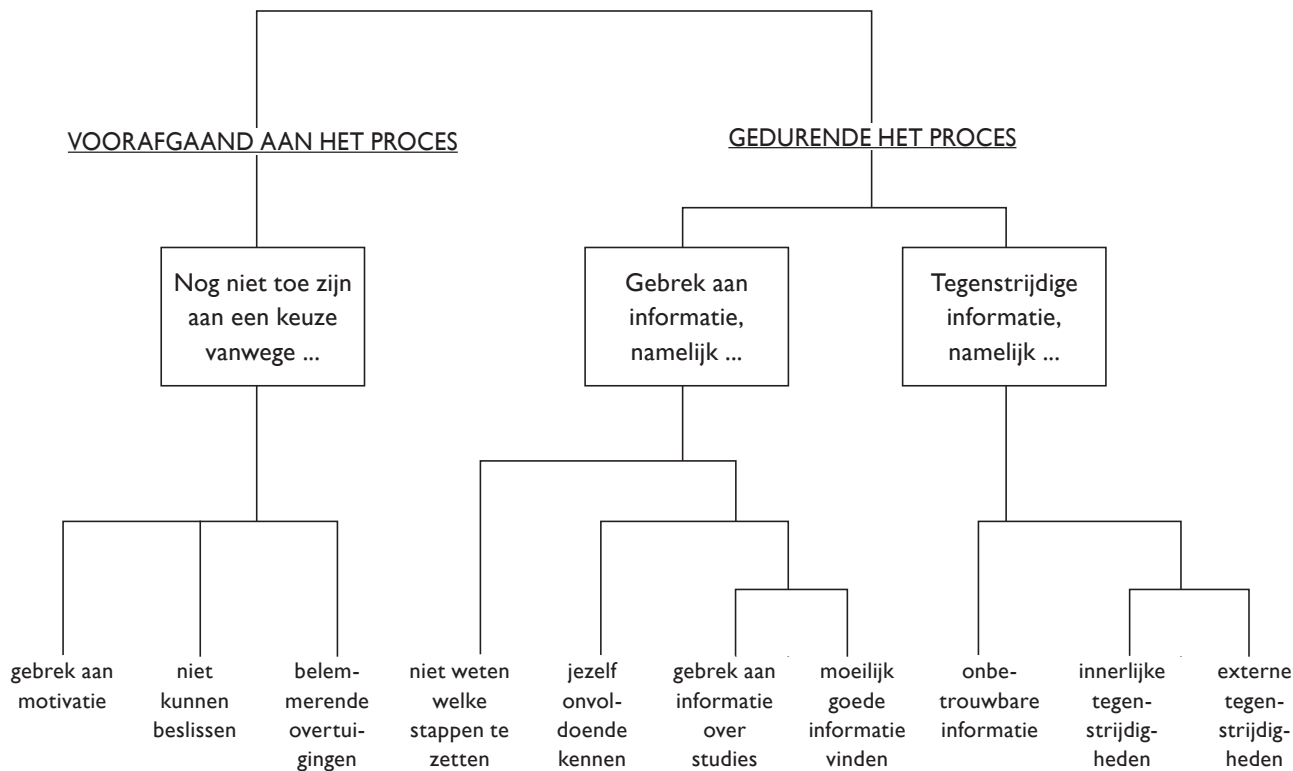 VOORAFGAAND AAN HET PROCES
GEDURENDE HET PROCES
Nog niet toe zijn
aan een keuze
vanwege ...
Gebrek aan
informatie,
namelijk ...
Tegenstrijdige
informatie,
namelijk ...
gebrek aan
motivatie
niet
kunnen
beslissen
belem-
merende
overtui-
gingen
niet weten
welke
stappen te
zetten
jezelf
onvol-
doende
kennen
gebrek aan
informatie
over
studies
moeilijk
goede
informatie
vinden
onbe-
trouwbare
informatie
innerlijke
tegen-
strijdig-
heden
externe
tegen-
strijdig-
heden